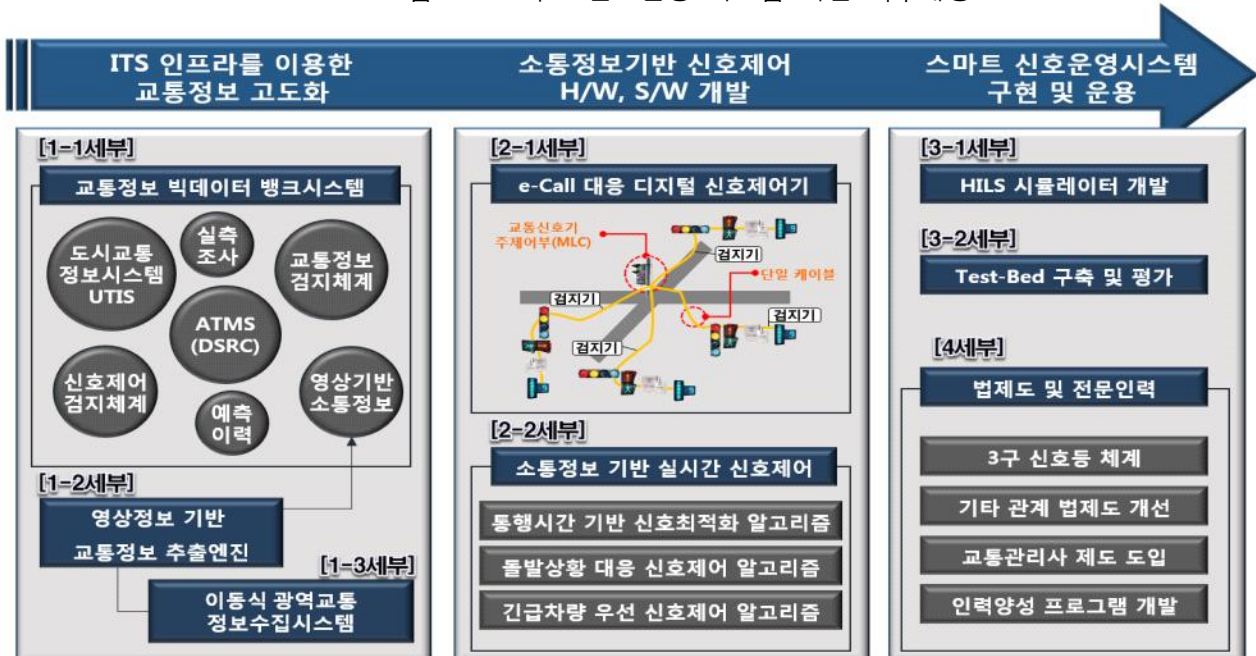 ITS 인프라를 이용한
교통정보 고도화
소통정보기반 신호제어
H/W, S/W 개발
스마트 신호운영시스템
구현 및 운용
[1-1세부]
교통정보 빅데이터 뱅크시스템
도시교통
정보시스템
UTIS
실측
조사
교통정보
검지체계
ATMS
(DSRC)
신호제어
검지체계
예측
이력
영상기반
소통정보
[1-2세부]
영상정보 기반
교통정보 추출엔진
[1-3세부]
이동식 광역교통
정보수집시스템
[2-1세부]
e-Call 대응 디지털 신호제어기
교통신호기
주제어부(MLC)
검지기
단일 케이블
검지기
검지기
검지기
[2-2세부]
소통정보 기반 실시간 신호제어
통행시간 기반 신호최적화 알고리즘
돌발상황 대응 신호제어 알고리즘
긴급차량 우선 신호제어 알고리즘
[3-1세부]
HILS 시뮬레이터 개발
[3-2세부]
Test-Bed 구축 및 평가
[4세부]
법제도 및 전문인력
3구 신호등 체계
기타 관계 법제도 개선
교통관리사 제도 도입
인력양성 프로그램 개발